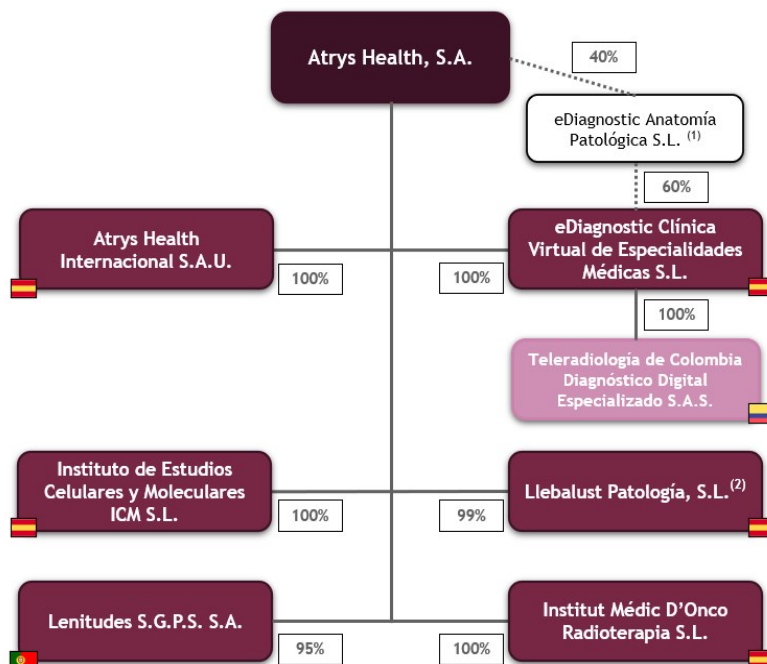 Atrys Health, S.A.
40%
eDiagnostic Anatomía
Patológica S.L. (1)
60%
Atrys Health
Internacional S.A.U.
100%
eDiagnostic Clínica
Virtual de Especialidades
Médicas S.L.
100%
100%
Teleradiología de Colombia
Diagnóstico Digital
Especializado S.A.S.
Instituto de Estudios
Celulares y Moleculares
ICM S.L.
100%
Llebalust Patología, S.L.(2)
99%
Lenitudes S.G.P.S. S.A.
95%
Institut Médic D’Onco
Radioterapia S.L.
100%